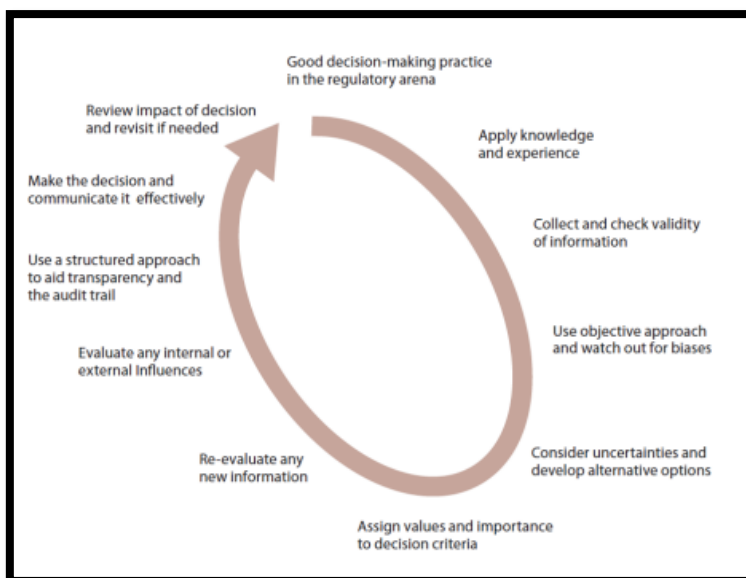 Good decision-making practice
in the regulatory arena
Apply knowledge
and experience
Collect and check validity
of information
Use objective approach
and watch out for biases
Consider uncertainties and
develop alternative options
Assign values and importance
to decision criteria
Re-evaluate any
new information
Evaluate any internal or
external Influences
Use a structured approach
to aid transparency and
the audit trail
Make the decision and
communicate it effectively
Review impact of decision
and revisit if needed